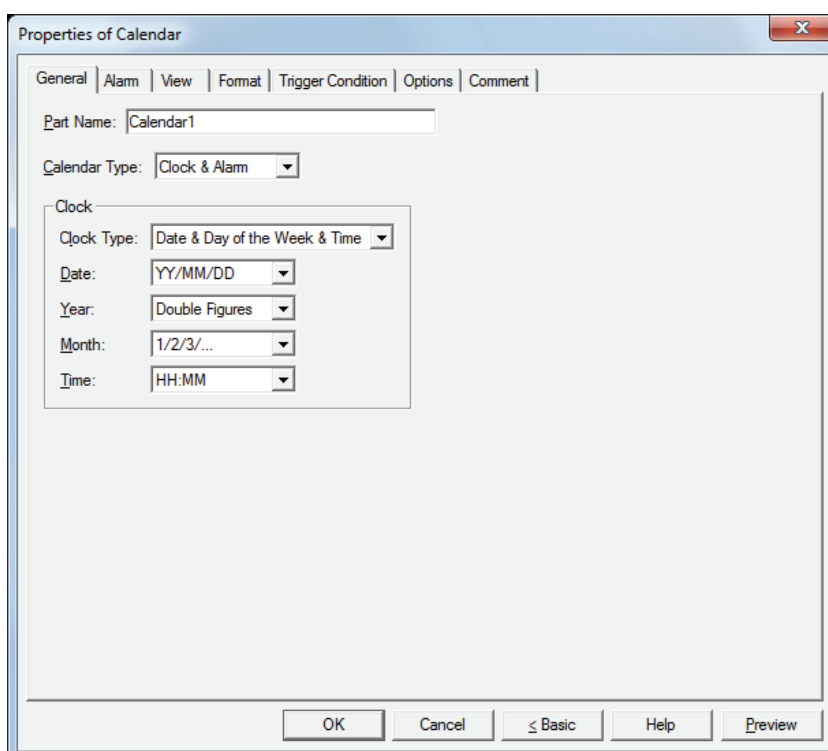 Properties of Calendar
x
General Alarm View Format Trigger Condition Options Comment
Part Name: Calendar1
Calendar Type: Clock & Alarm
Clock
Clock Type: Date & Day of the Week & Time
Date: YY/MM/DD
Year: Double Figures
Month: 1/2/3/...
Time: HH:MM
OK Cancel < Basic Help Preview